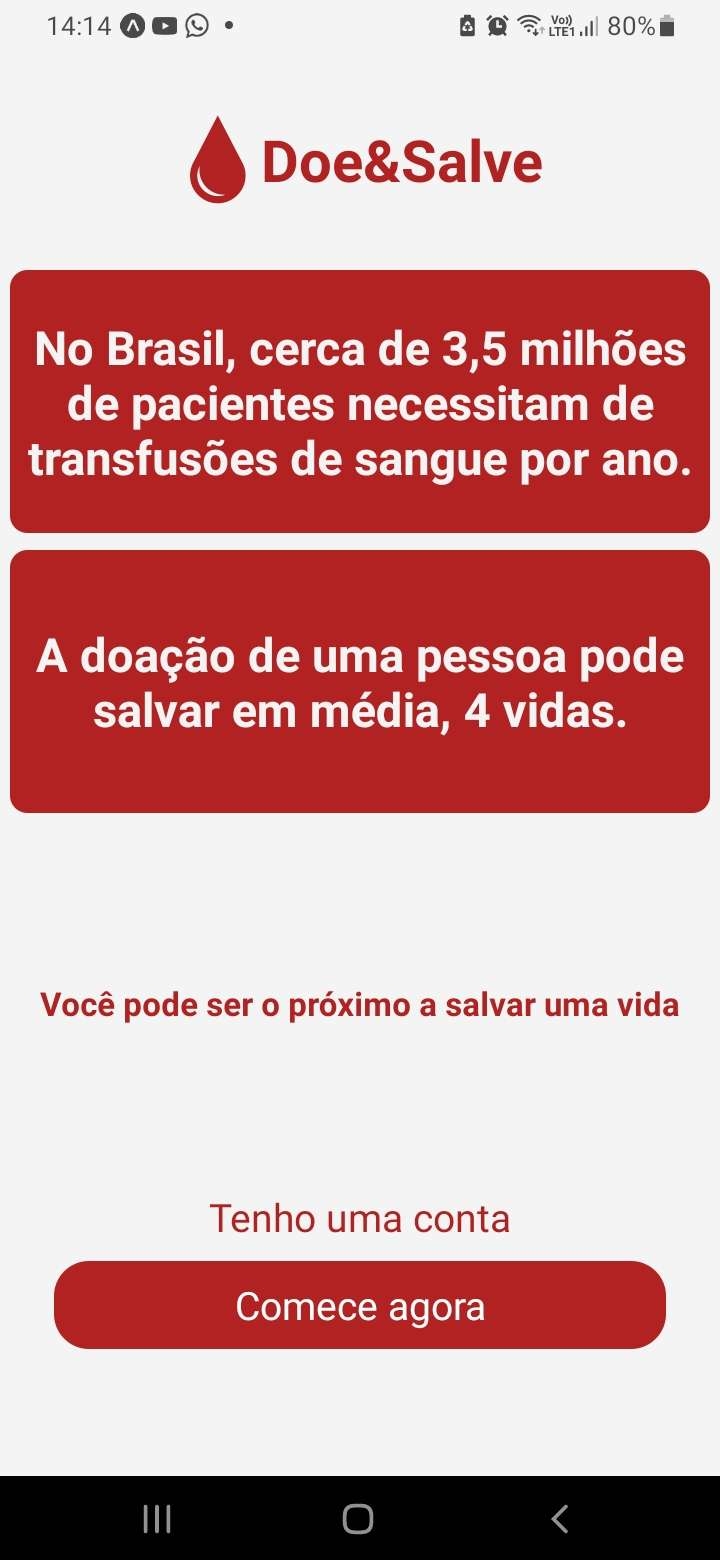 14:14
Vo)) LTE1 80%
Doe&Salve
No Brasil, cerca de 3,5 milhões
de pacientes necessitam de
transfusões de sangue por ano.
A doação de uma pessoa pode
salvar em média, 4 vidas.
Você pode ser o próximo a salvar uma vida
Tenho uma conta
Comece agora